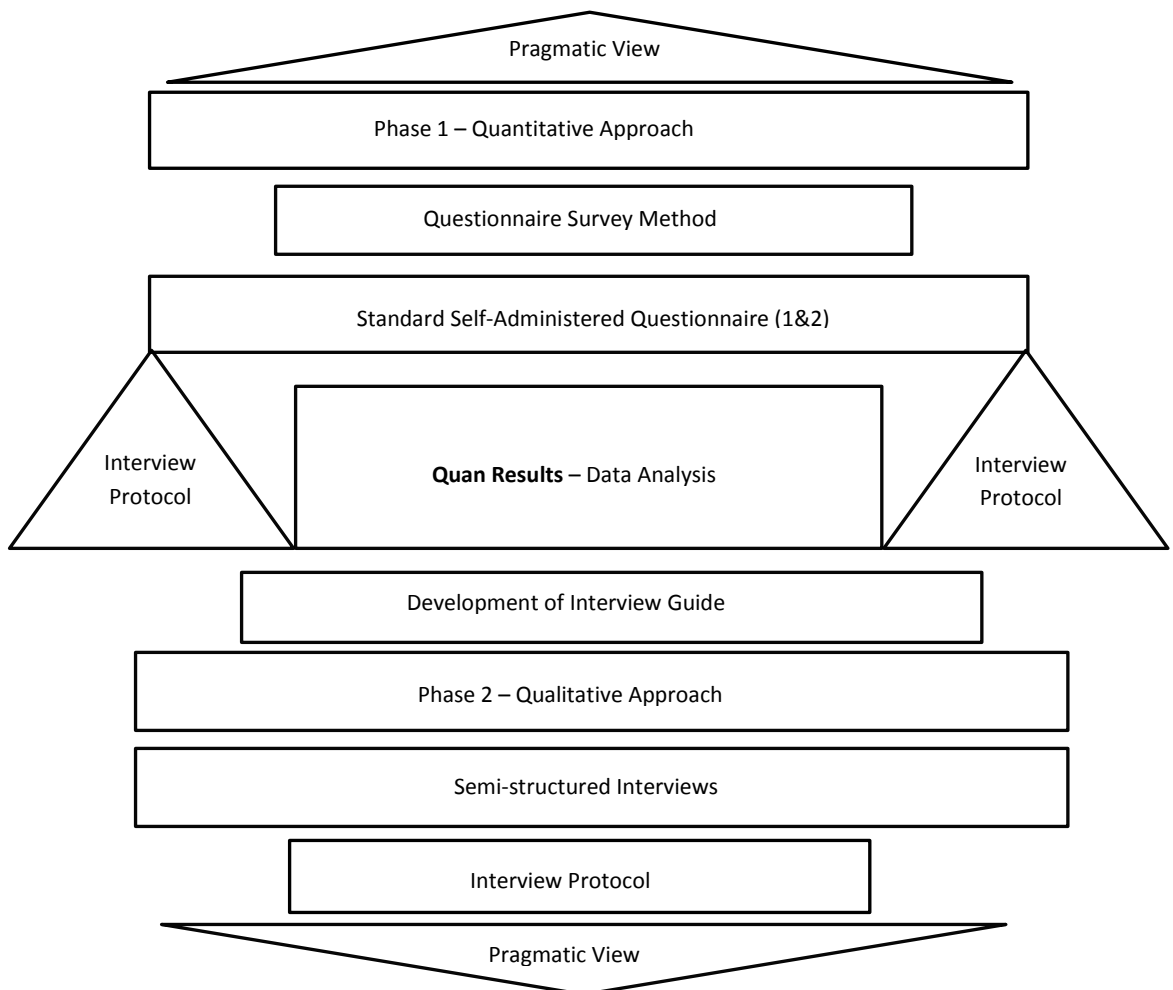 Pragmatic View
Phase 1 – Quantitative Approach
Questionnaire Survey Method
Standard Self-Administered Questionnaire (1&2)
Interview
Protocol
Quan Results – Data Analysis
Interview
Protocol
Development of Interview Guide
Phase 2 – Qualitative Approach
Semi-structured Interviews
Interview Protocol
Pragmatic View